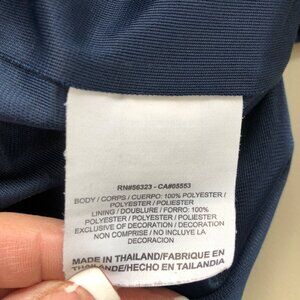 RN#56323 - CA#05553
BODY / CORPS / CUERPO: 100% POLYESTER /
POLYESTER / POLIESTER
LINING / DOUBLURE / FORRO: 100%
POLYESTER / POLYESTER / POLIESTER
EXCLUSIVE OF DECORATION / DECORATION
NON COMPRISE / NO INCLUYE LA
DECORACION
MADE IN THAILAND/FABRIQUE EN
THAILANDE/HECHO EN TAILANDIA